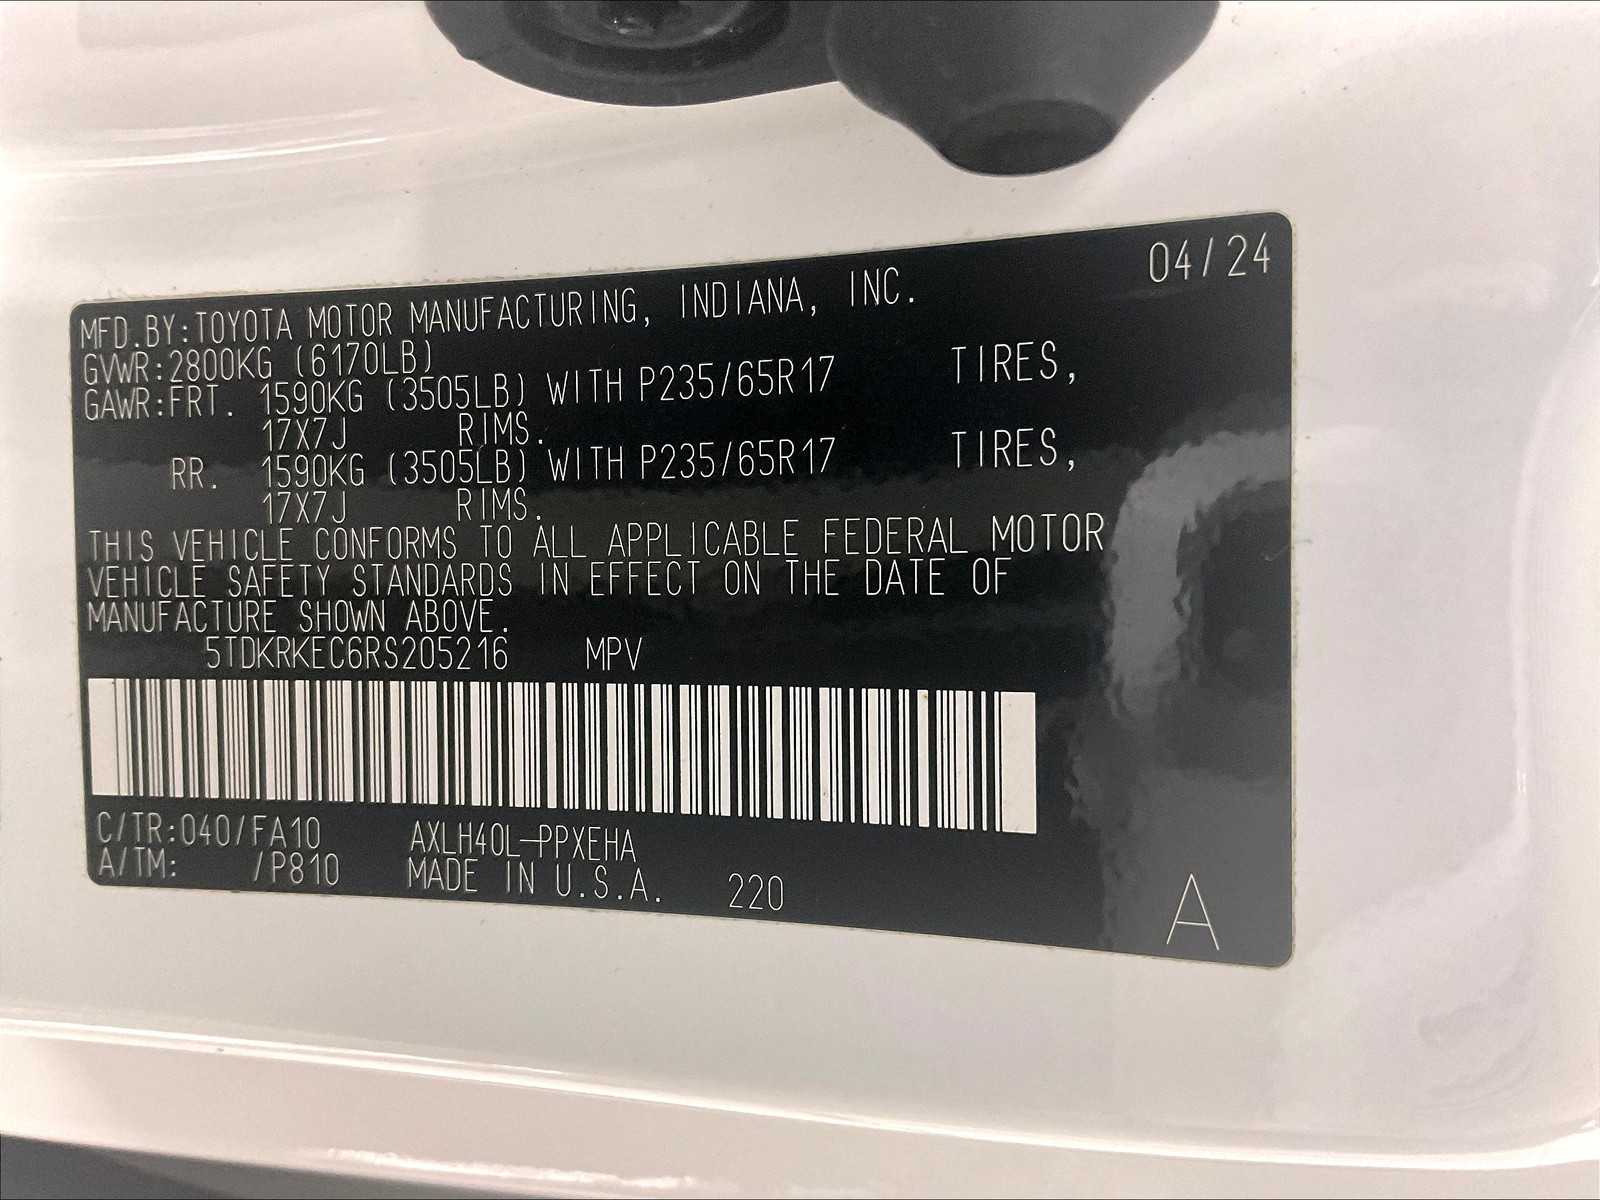 04/24
MFD.BY:TOYOTA MOTOR MANUFACTURING, INDIANA, INC.
GVWR:2800KG (6170LB)
GAWR:FRT. 1590KG (3505LB) WITH P235/65R17 TIRES,
17X7J RIMS.
RR. 1590KG (3505LB) WITH P235/65R17 TIRES,
17X7J RIMS.
THIS VEHICLE CONFORMS TO ALL APPLICABLE FEDERAL MOTOR
VEHICLE SAFETY STANDARDS IN EFFECT ON THE DATE OF
MANUFACTURE SHOWN ABOVE.
5TDKRKEC6RS205216 MPV
C/TR:040/FA10 AXLH40L-PPXEHA
A/TM: /P810 MADE IN U.S.A. 220
A